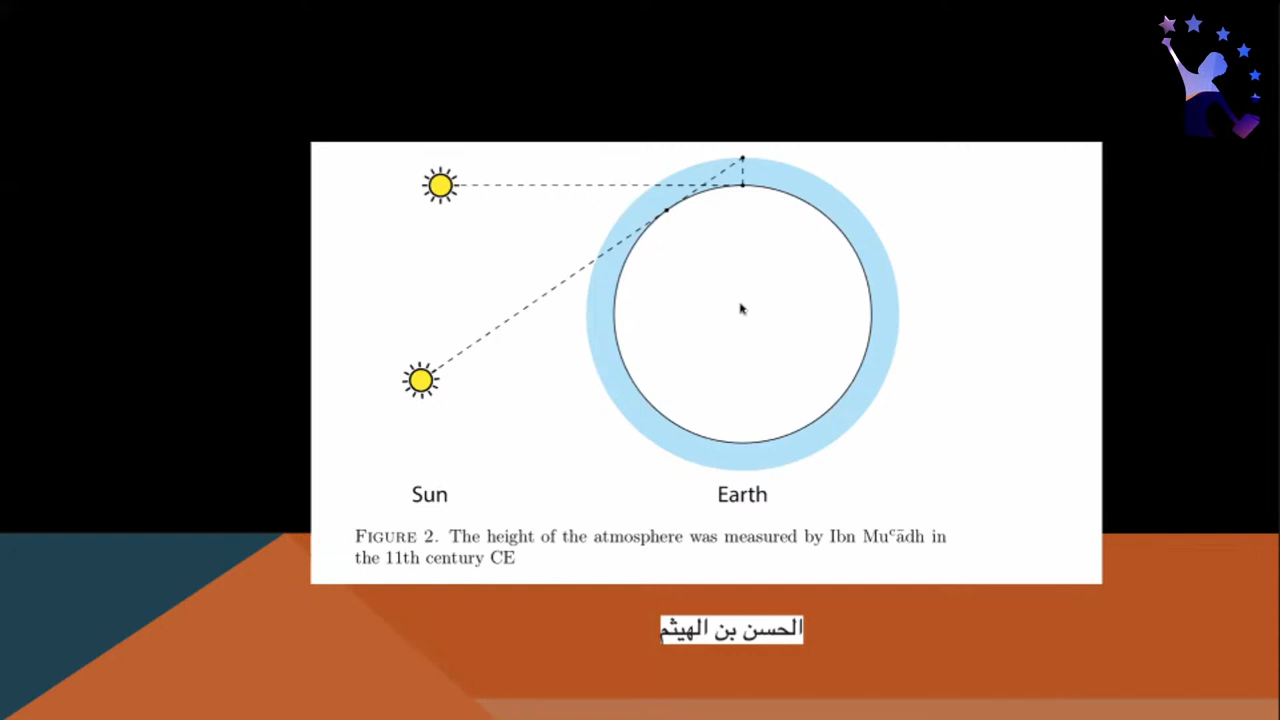 Sun
Earth
FIGURE 2. The height of the atmosphere was measured by Ibn Muʿādh in
the 11th century CE
الحسن بن الهيثم